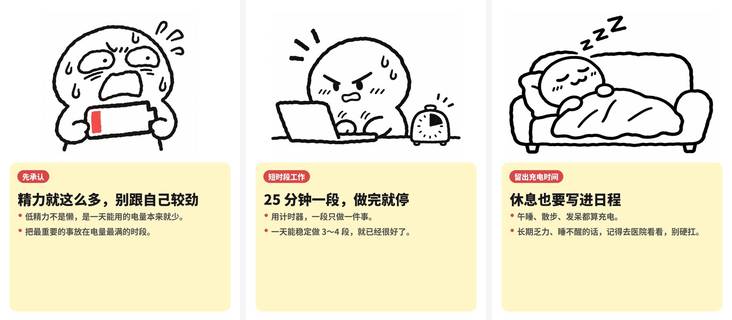 先承认
精力就这么多，别跟自己较劲
低精力不是懒，是一天能用的电量本来就少。
把最重要的事放在电量最满的时段。
短时段工作
25 分钟一段，做完就停
用计时器，一段只做一件事。
一天能稳定做 3～4 段，就已经很好了。
zzzz
留出充电时间
休息也要写进日程
午睡、散步、发呆都算充电。
长期乏力、睡不醒的话，记得去医院看看，别硬扛。